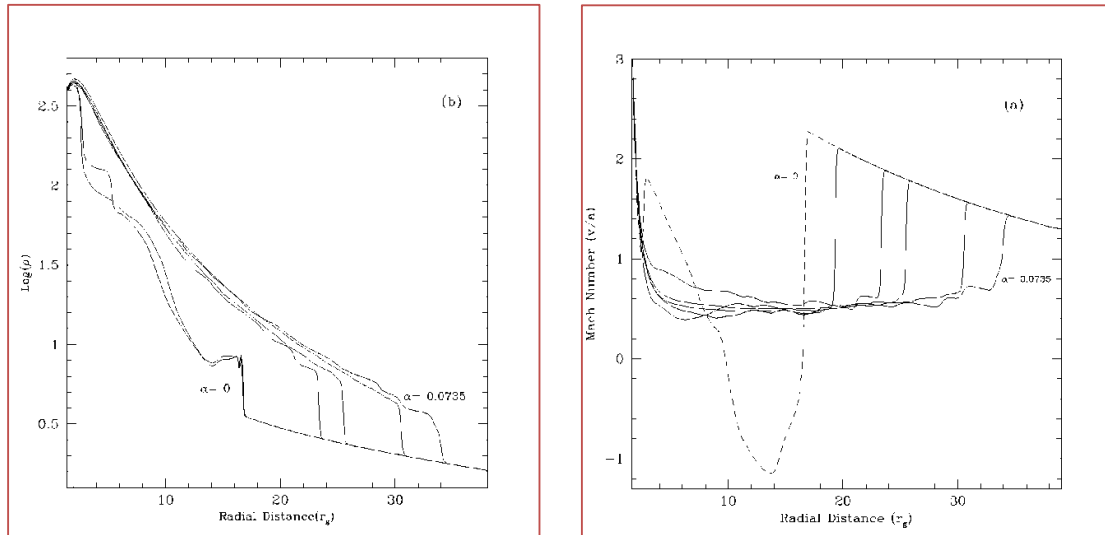 (b)
2.5
2
1.5
1
0.5
Log(ρ)
α= 0
α= 0.0735
10
20
30
Radial Distance(r_g)
(a)
3
2
1
0
−1
Mach Number (v/a)
α= 0
α= 0.0735
10
20
30
Radial Distance (r_g)